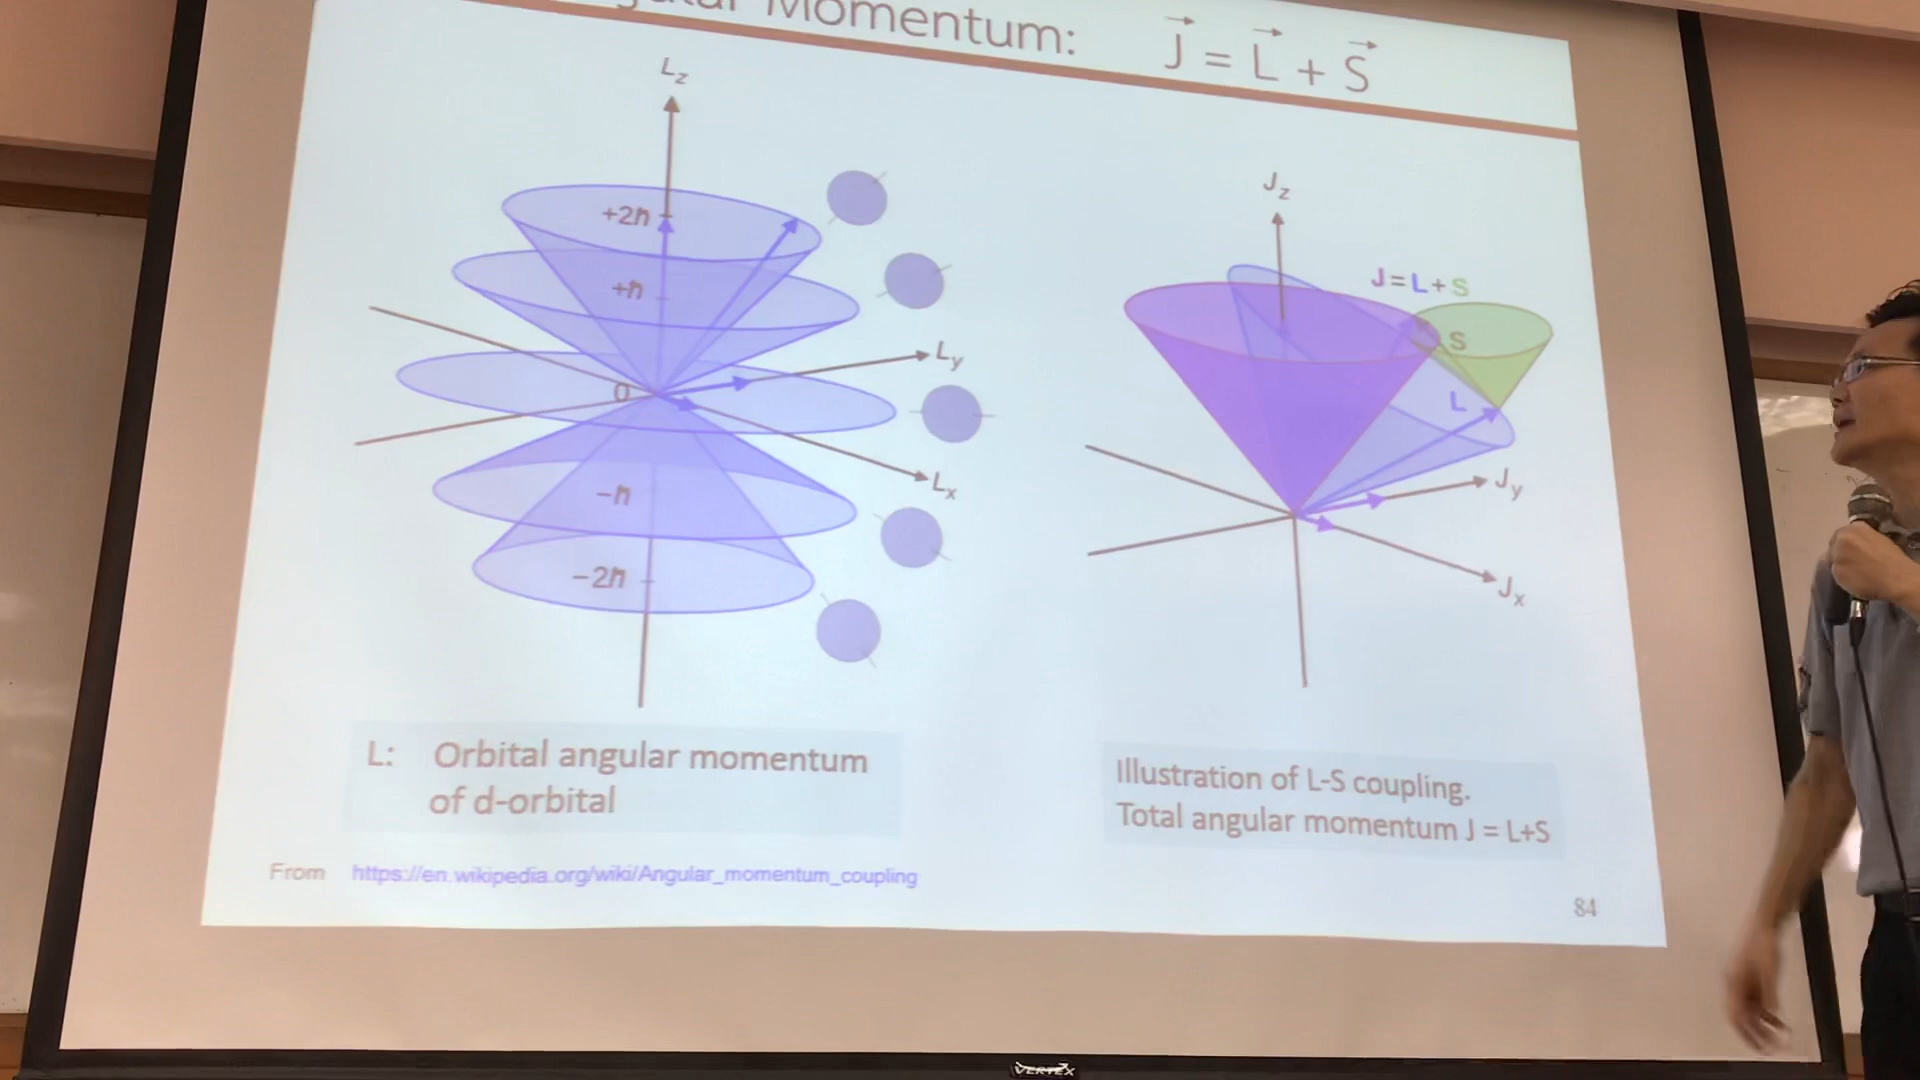 Momentum: J = L + S
Lz
+2ħ
+ħ
Ly
0
Lx
−ħ
−2ħ
Jz
J=L+S
S
L
Jy
Jx
L: Orbital angular momentum
of d-orbital
Illustration of L-S coupling.
Total angular momentum J = L+S
From https://en.wikipedia.org/wiki/Angular_momentum_coupling
84
VERTEX